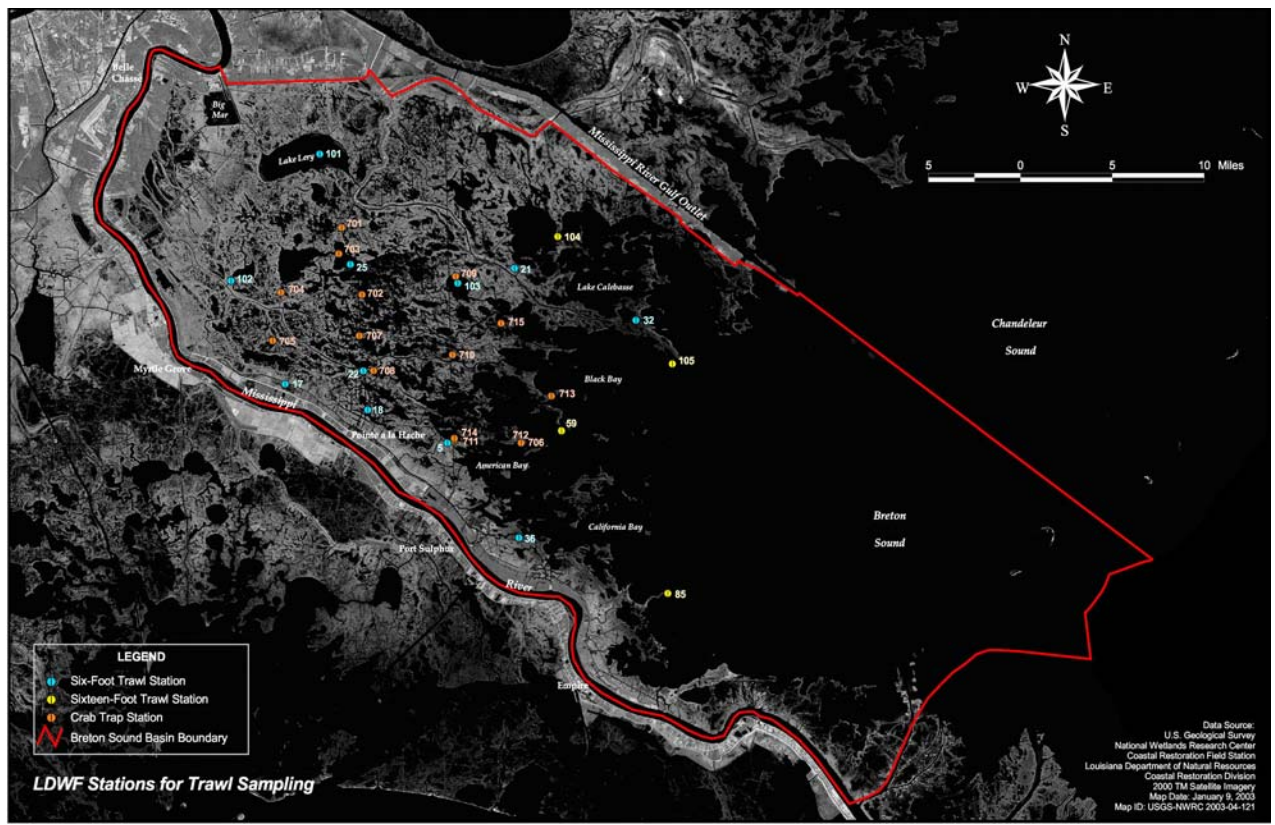 N
W
E
S
5
0
5
10
Miles
Belle
Chasse
Big
Mar
Lake Lery
101
Mississippi River Gulf Outlet
701
104
703
25
21
102
709
103
Lake Calebasse
704
702
32
715
Chandeleur
Sound
707
705
710
105
Myrtle Grove
22
708
Black Bay
17
Mississippi
713
18
59
Pointe a la Hache
714
711
712
706
5
American Bay
Breton
Sound
California Bay
36
Port Sulphur
River
85
Empire
LEGEND
Six-Foot Trawl Station
Sixteen-Foot Trawl Station
Crab Trap Station
Breton Sound Basin Boundary
LDWF Stations for Trawl Sampling
Data Source:
U.S. Geological Survey
National Wetlands Research Center
Coastal Restoration Field Station
Louisiana Department of Natural Resources
Coastal Restoration Division
2000 TM Satellite Imagery
Map Date: January 9, 2003
Map ID: USGS-NWRC 2003-04-121